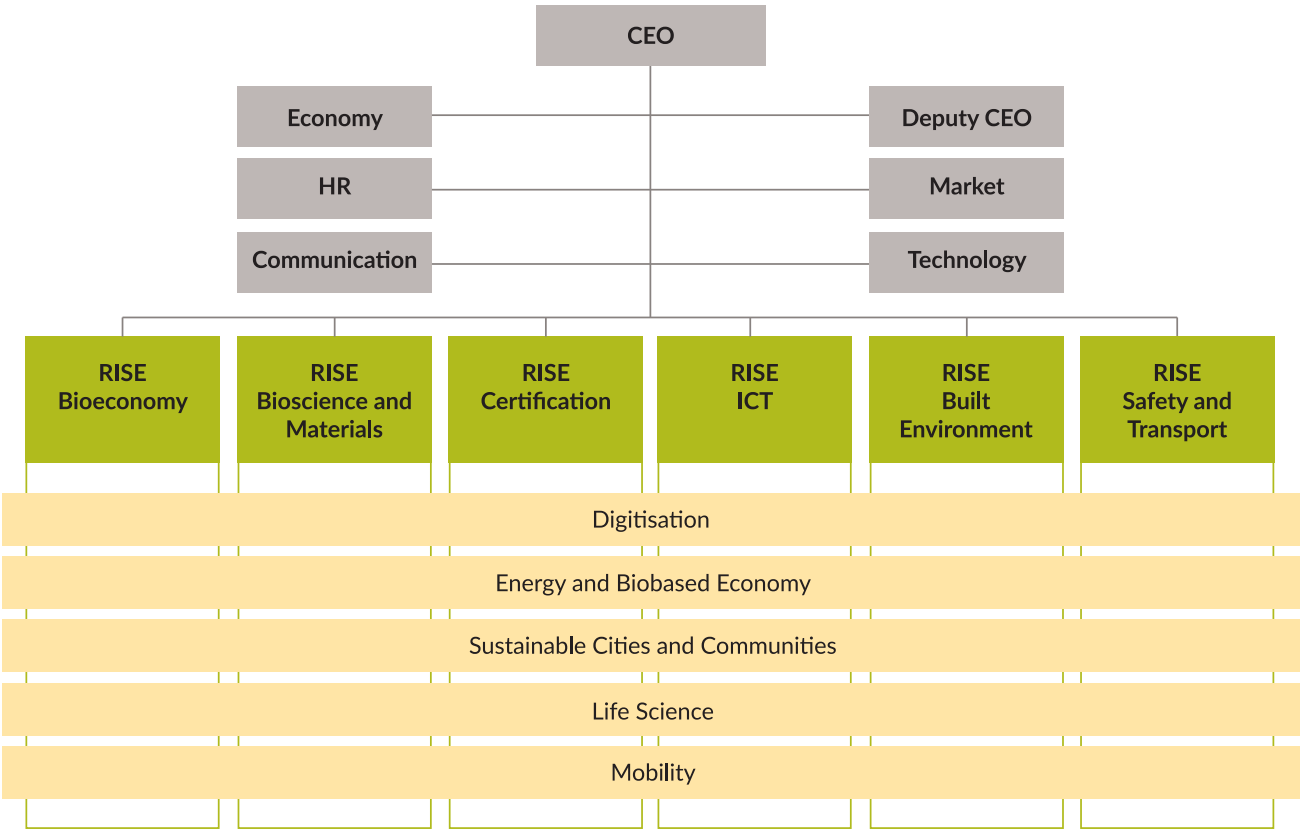 CEO
Economy
Deputy CEO
HR
Market
Communication
Technology
RISE
Bioeconomy
RISE
Bioscience and
Materials
RISE
Certification
RISE
ICT
RISE
Built
Environment
RISE
Safety and
Transport
Digitisation
Energy and Biobased Economy
Sustainable Cities and Communities
Life Science
Mobility